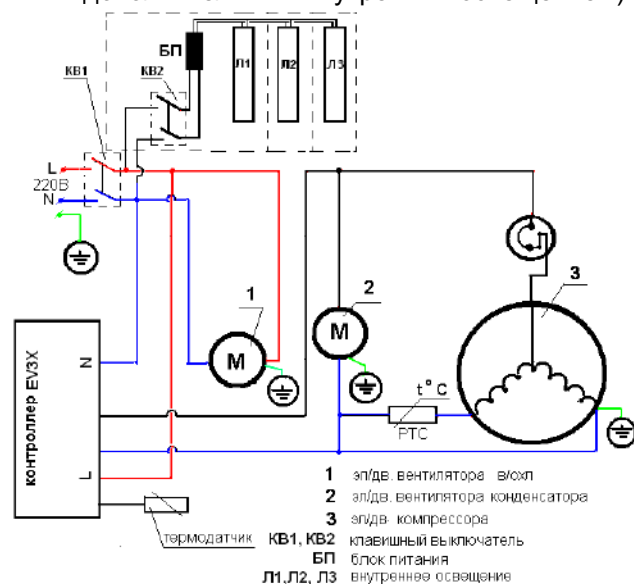 БП
КВ1
КВ2
Л1
Л2
Л3
L
220В
N
1
2
3
М
М
контроллер EV3X
N
L
t°C
РТС
термодатчик
1 эл/дв. вентилятора в/охл
2 эл/дв. вентилятора конденсатора
3 эл/дв. компрессора
КВ1, КВ2 клавишный выключатель
БП блок питания
Л1,Л2, Л3 внутреннее освещение